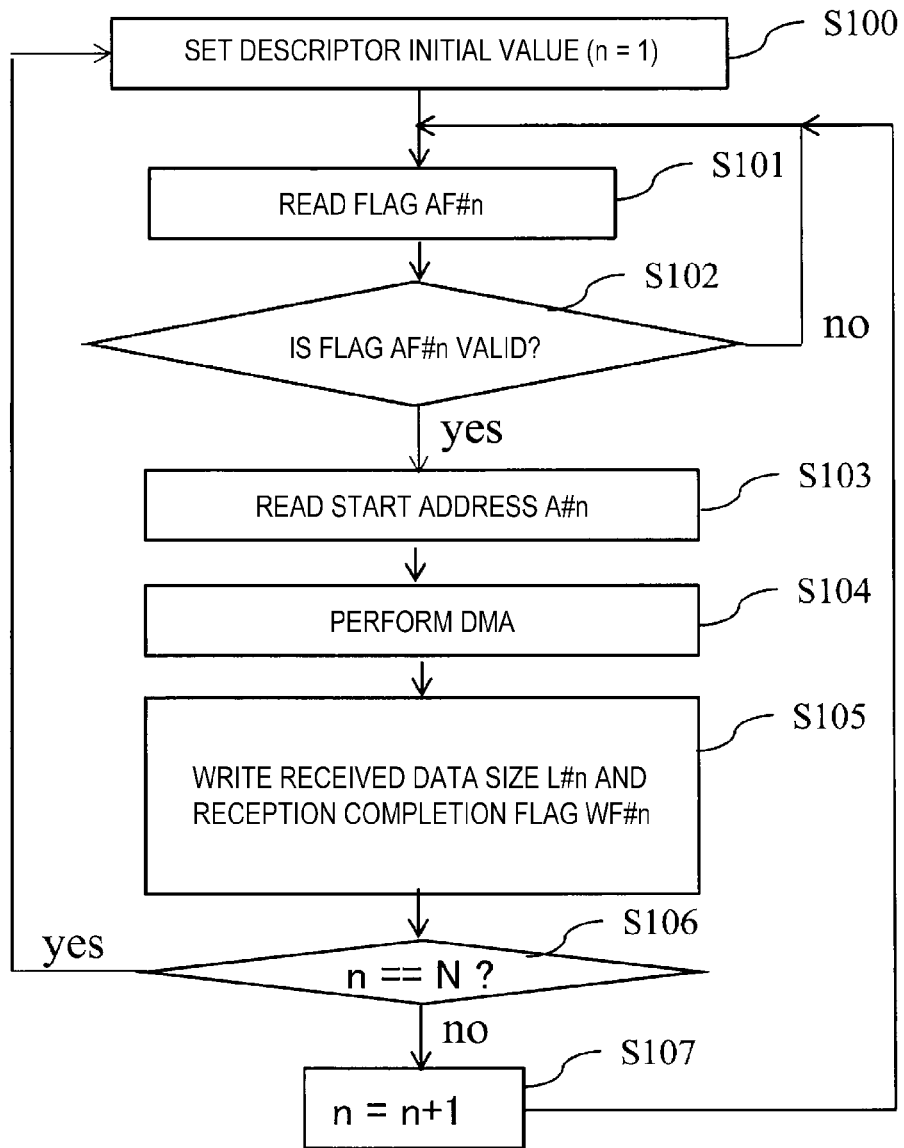 SET DESCRIPTOR INITIAL VALUE (n = 1)
S100
S101
READ FLAG AF#n
S102
IS FLAG AF#n VALID?
no
yes
S103
READ START ADDRESS A#n
S104
PERFORM DMA
S105
WRITE RECEIVED DATA SIZE L#n AND
RECEPTION COMPLETION FLAG WF#n
S106
yes
n == N ?
no
S107
n = n+1